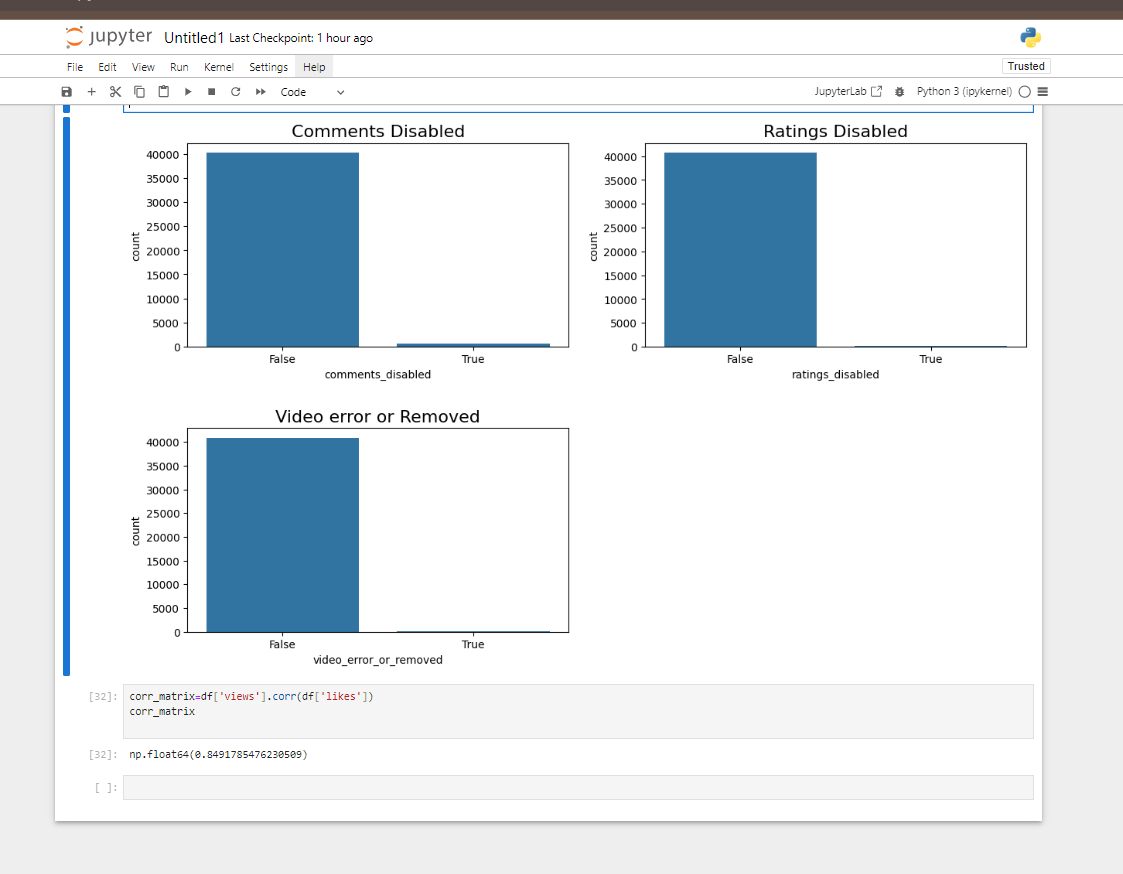 jupyter Untitled1 Last Checkpoint: 1 hour ago
File Edit View Run Kernel Settings Help
Trusted
Code
JupyterLab
Python 3 (ipykernel)
Comments Disabled
40000
35000
30000
25000
20000
15000
10000
5000
0
count
False True
comments_disabled
Ratings Disabled
40000
35000
30000
25000
20000
15000
10000
5000
0
count
False True
ratings_disabled
Video error or Removed
40000
35000
30000
25000
20000
15000
10000
5000
0
count
False True
video_error_or_removed
[32]: corr_matrix=df['views'].corr(df['likes'])
corr_matrix
[32]: np.float64(0.8491785476230509)
[ ]: